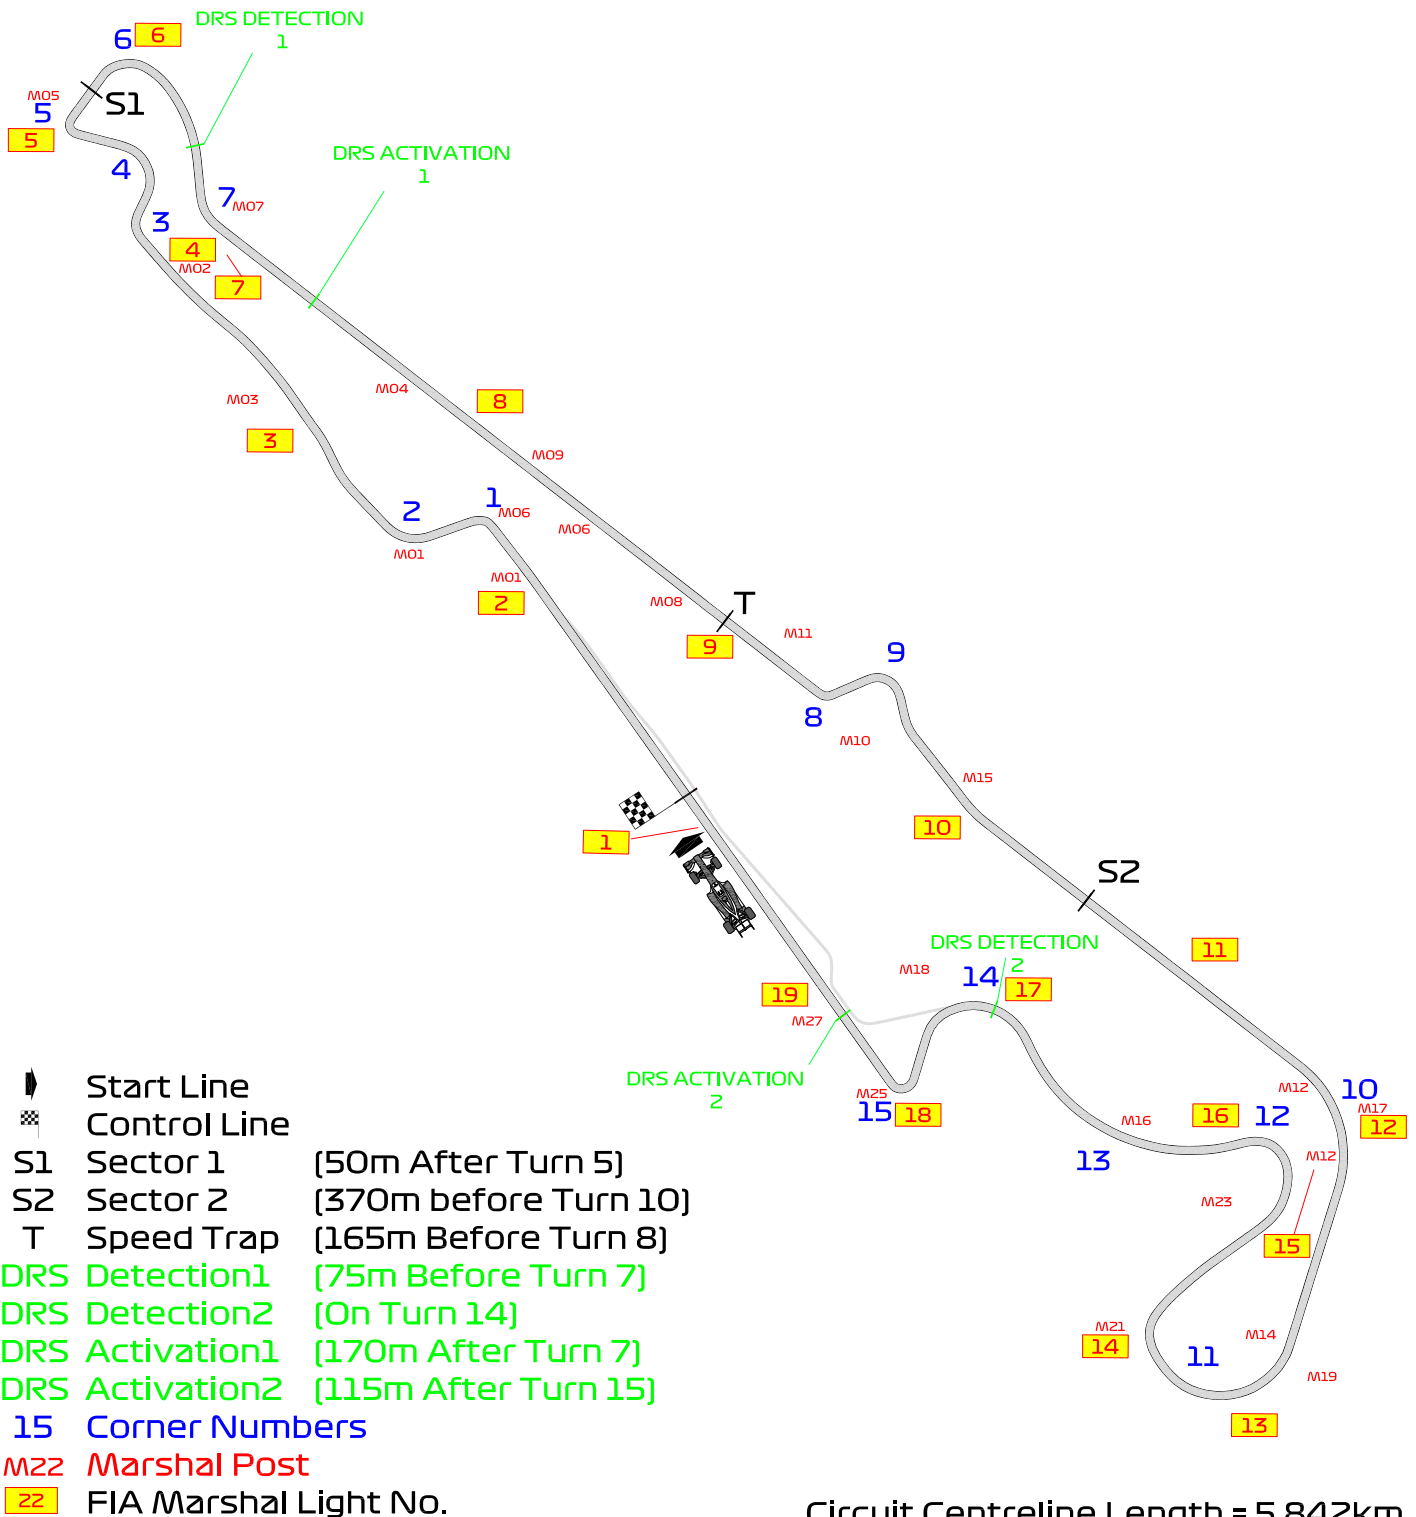 DRS DETECTION
1
6
6
M05
5
5
S1
4
DRS ACTIVATION
1
7
M07
3
4
M02
7
M04
8
M03
3
M09
1
M06
2
M06
M01
M01
2
M08
T
9
M11
9
8
M10
M15
10
1
S2
DRS DETECTION
2
11
M18
14
17
19
M27
DRS ACTIVATION
2
M25
15
18
M12
10
M17
12
16
12
M16
13
M12
M23
15
M21
14
M14
11
M19
13
Start Line
Control Line
S1 Sector 1 (50m After Turn 5)
S2 Sector 2 (370m before Turn 10)
T Speed Trap (165m Before Turn 8)
DRS Detection1 (75m Before Turn 7)
DRS Detection2 (On Turn 14)
DRS Activation1 (170m After Turn 7)
DRS Activation2 (115m After Turn 15)
15 Corner Numbers
M22 Marshal Post
22 FIA Marshal Light No.
Circuit Centreline Length = 5.842km